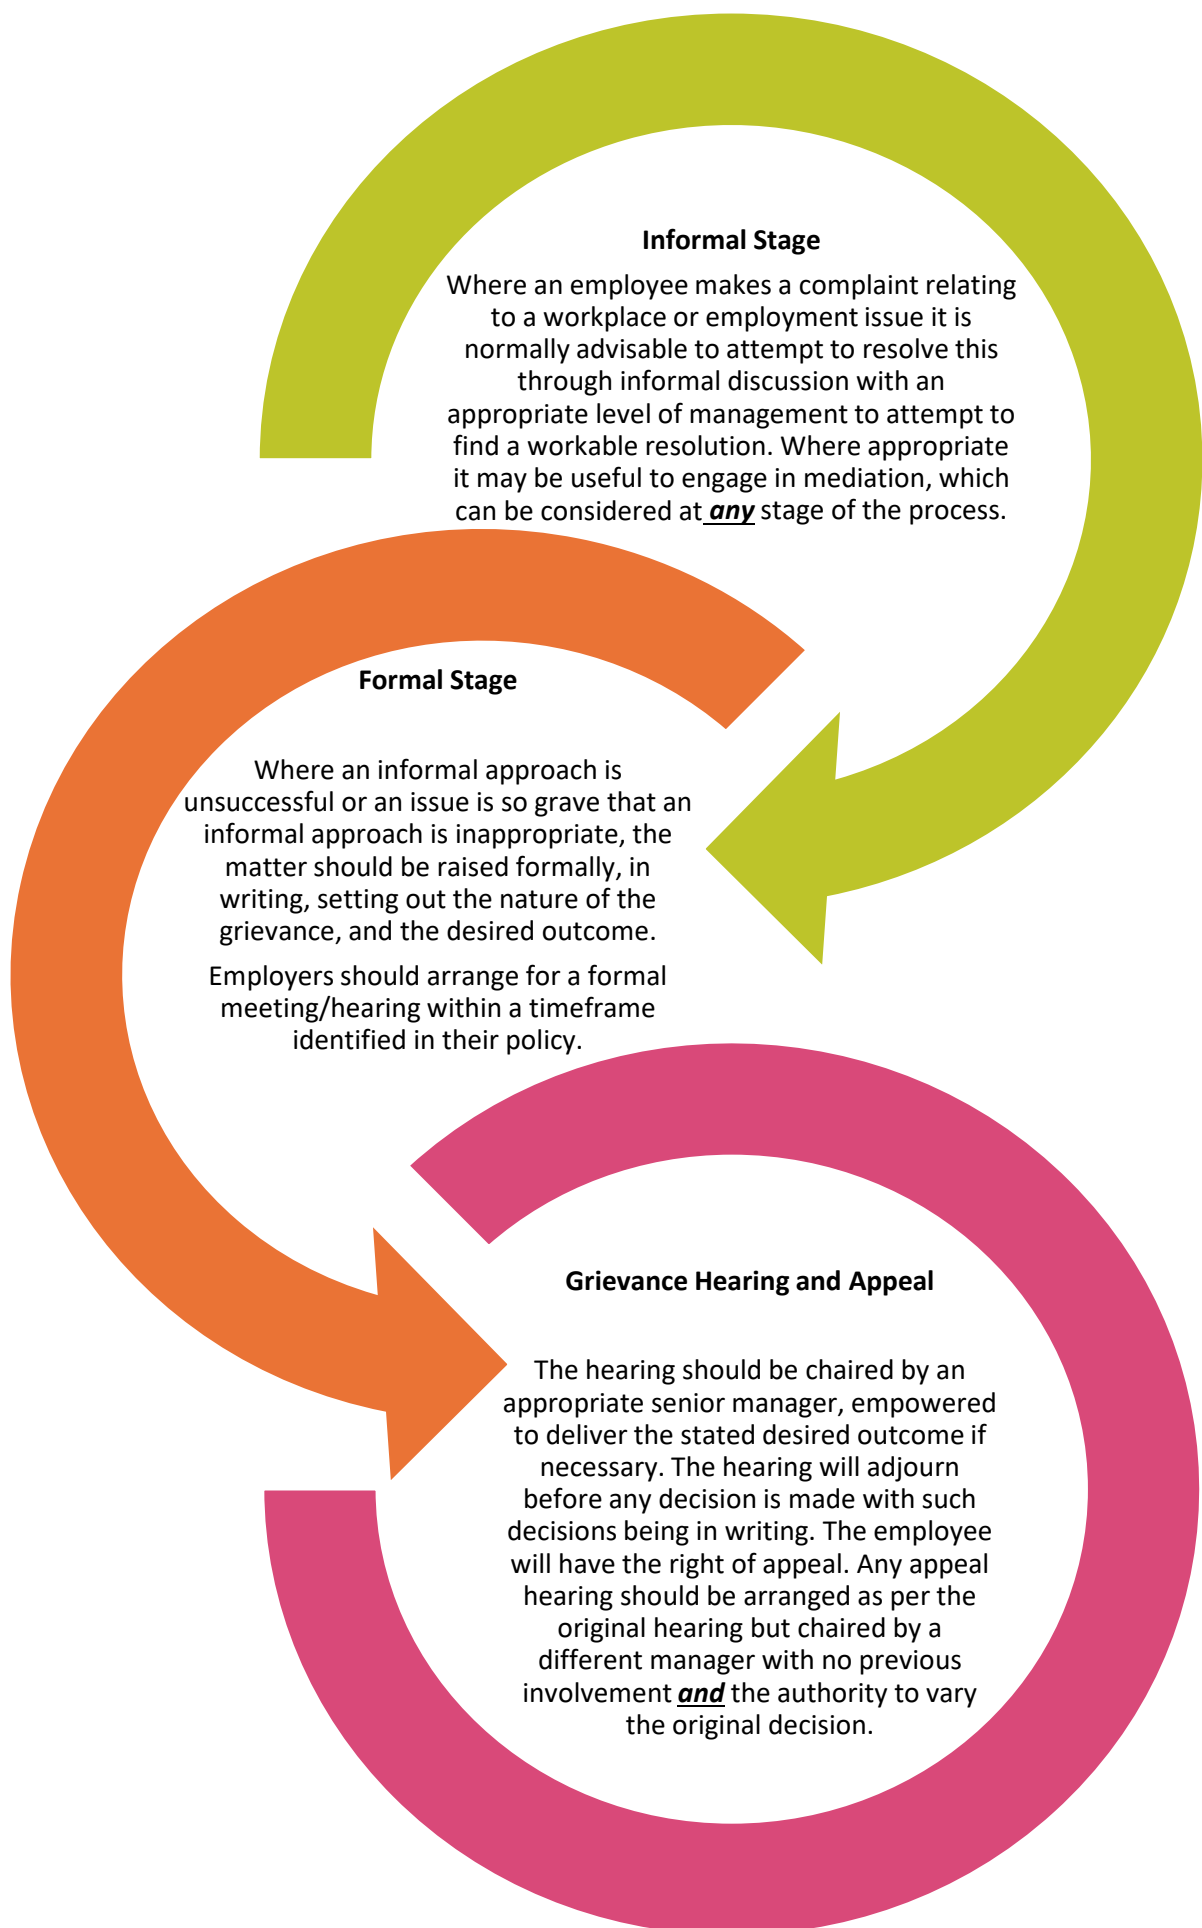 Informal Stage
Where an employee makes a complaint relating
to a workplace or employment issue it is
normally advisable to attempt to resolve this
through informal discussion with an
appropriate level of management to attempt to
find a workable resolution. Where appropriate
it may be useful to engage in mediation, which
can be considered at any stage of the process.
Formal Stage
Where an informal approach is
unsuccessful or an issue is so grave that an
informal approach is inappropriate, the
matter should be raised formally, in
writing, setting out the nature of the
grievance, and the desired outcome.
Employers should arrange for a formal
meeting/hearing within a timeframe
identified in their policy.
Grievance Hearing and Appeal
The hearing should be chaired by an
appropriate senior manager, empowered
to deliver the stated desired outcome if
necessary. The hearing will adjourn
before any decision is made with such
decisions being in writing. The employee
will have the right of appeal. Any appeal
hearing should be arranged as per the
original hearing but chaired by a
different manager with no previous
involvement and the authority to vary
the original decision.